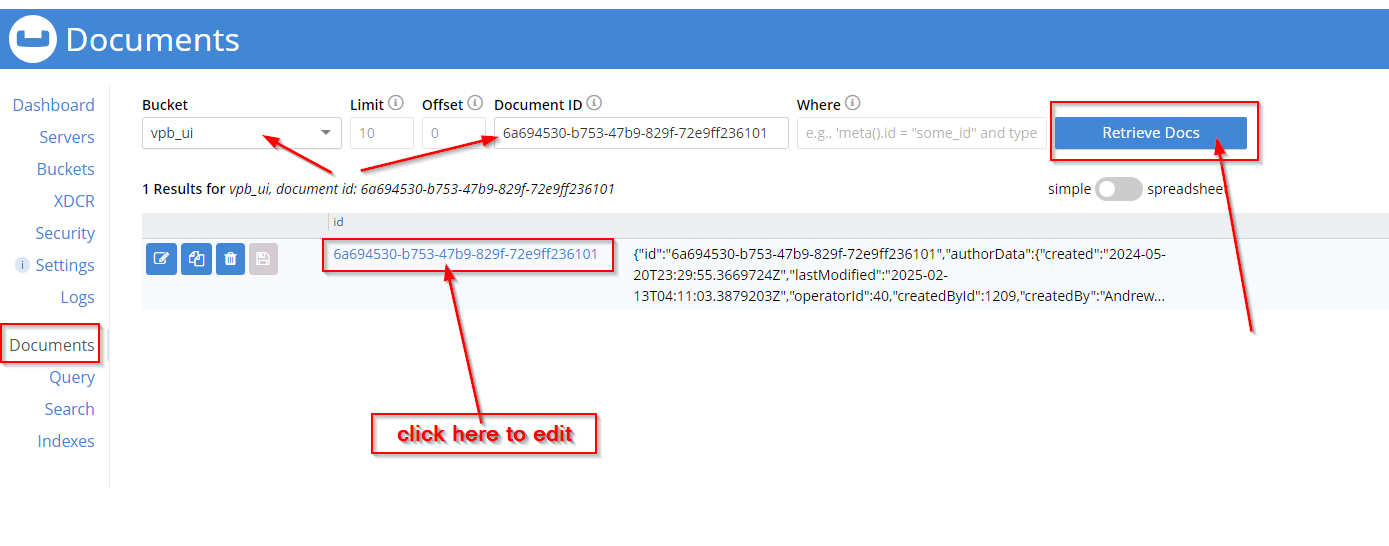 Documents
Dashboard
Servers
Buckets
XDCR
Security
Settings
Logs
Documents
Query
Search
Indexes
Bucket
Limit
Offset
Document ID
Where
vpb_ui
10
0
6a694530-b753-47b9-829f-72e9ff236101
e.g., 'meta().id = "some_id" and type
Retrieve Docs
1 Results for vpb_ui, document id: 6a694530-b753-47b9-829f-72e9ff236101
simple
spreadsheet
id
6a694530-b753-47b9-829f-72e9ff236101
{"id":"6a694530-b753-47b9-829f-72e9ff236101","authorData":{"created":"2024-05-
20T23:29:55.3669724Z","lastModified":"2025-02-
13T04:11:03.3879203Z","operatorId":40,"createdById":1209,"createdBy":"Andrew...
click here to edit